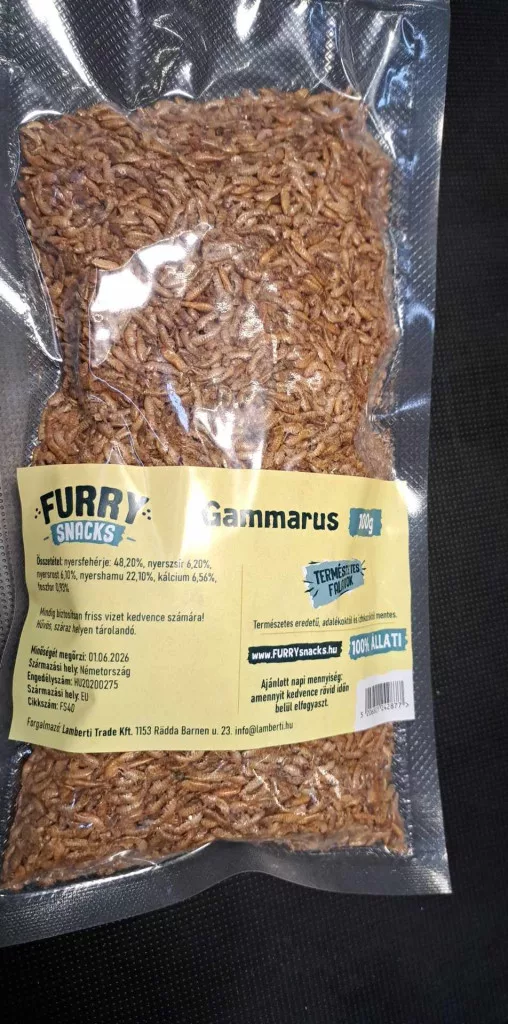 FURRY
SNACKS
Gammarus 100g
Összetétel: nyersfehérje: 48,20%, nyerszsír 6,20%,
nyersrost 6,10%, nyershamu 22,10%, kálcium 6,56%,
foszfor 0,93%
Mindig biztosítson friss vizet kedvence számára!
Hűvös, száraz helyen tárolandó.
Minőségét megőrzi: 01.06.2026
Származási hely: Németország
Engedélyszám: HU20200275
Származási hely: EU
Cikkszám: FS40
TERMÉSZETES
FALATOK
Természetes eredetű, adalékoktól és
mentes.
www.FURRYsnacks.hu
100% ÁLLATI
Ajánlott napi mennyiség:
amennyit kedvence rövid időn
belül elfogyaszt.
Forgalmazó: Lamberti Trade Kft. 1153 Rädda Barnen u. 23. info@lamberti.hu